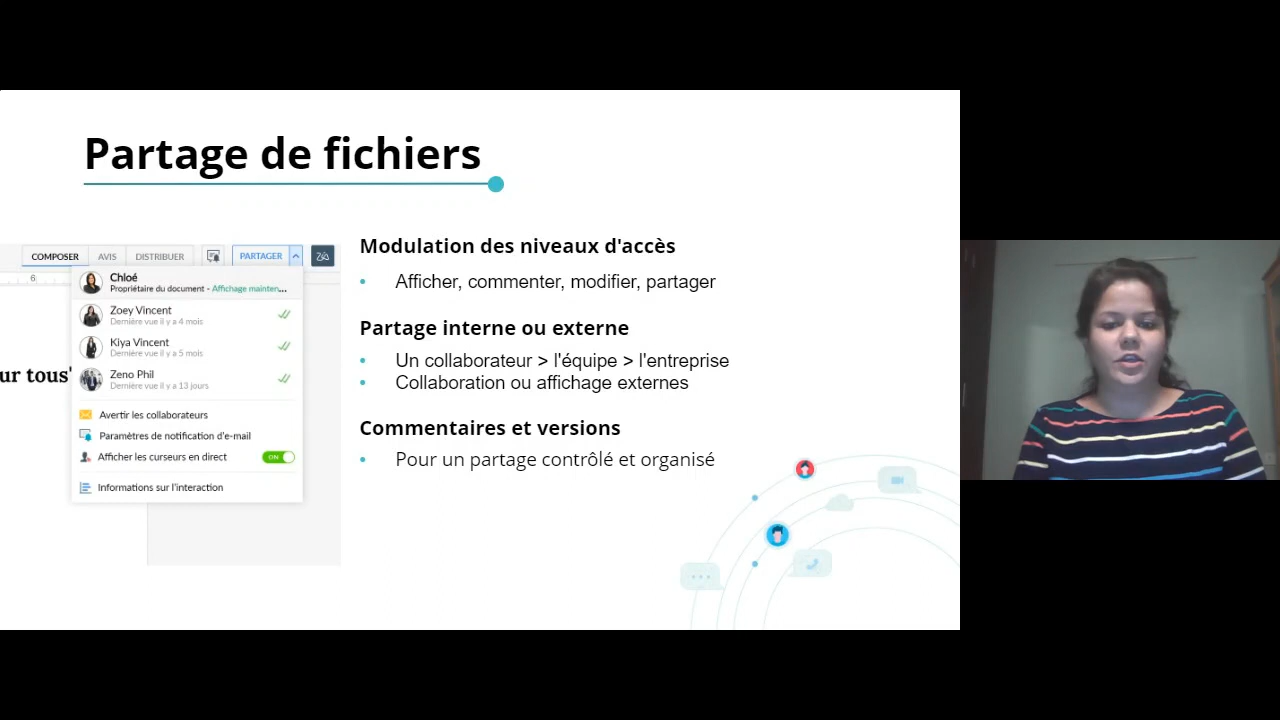 Partage de fichiers
COMPOSER AVIS DISTRIBUER PARTAGER
6
Chloé
Propriétaire du document - Affichage mainten...
Zoey Vincent
Dernière vue il y a 4 mois
Kiya Vincent
Dernière vue il y a 5 mois
Zeno Phil
Dernière vue il y a 13 jours
ur tous"
Avertir les collaborateurs
Paramètres de notification d'e-mail
Afficher les curseurs en direct ON
Informations sur l'interaction
Modulation des niveaux d'accès
• Afficher, commenter, modifier, partager
Partage interne ou externe
• Un collaborateur > l'équipe > l'entreprise
• Collaboration ou affichage externes
Commentaires et versions
• Pour un partage contrôlé et organisé